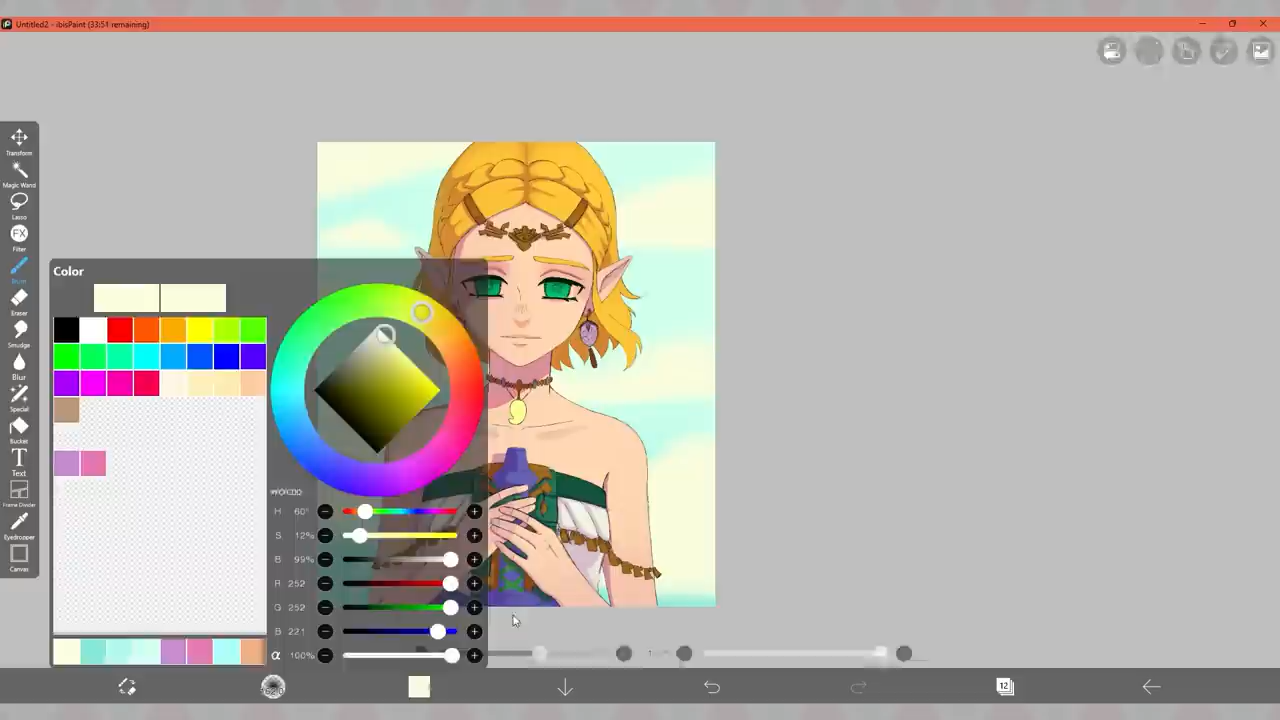 Untitled2 - ibisPaint (33:51 remaining)
Transform
Magic Wand
Lasso
FX
Filter
Brush
Eraser
Smudge
Blur
Special
Bucket
T
Text
Frame Divider
Eyedropper
Canvas
Color
H 60°
S 12%
B 99%
R 252
G 252
B 221
α 100%
12